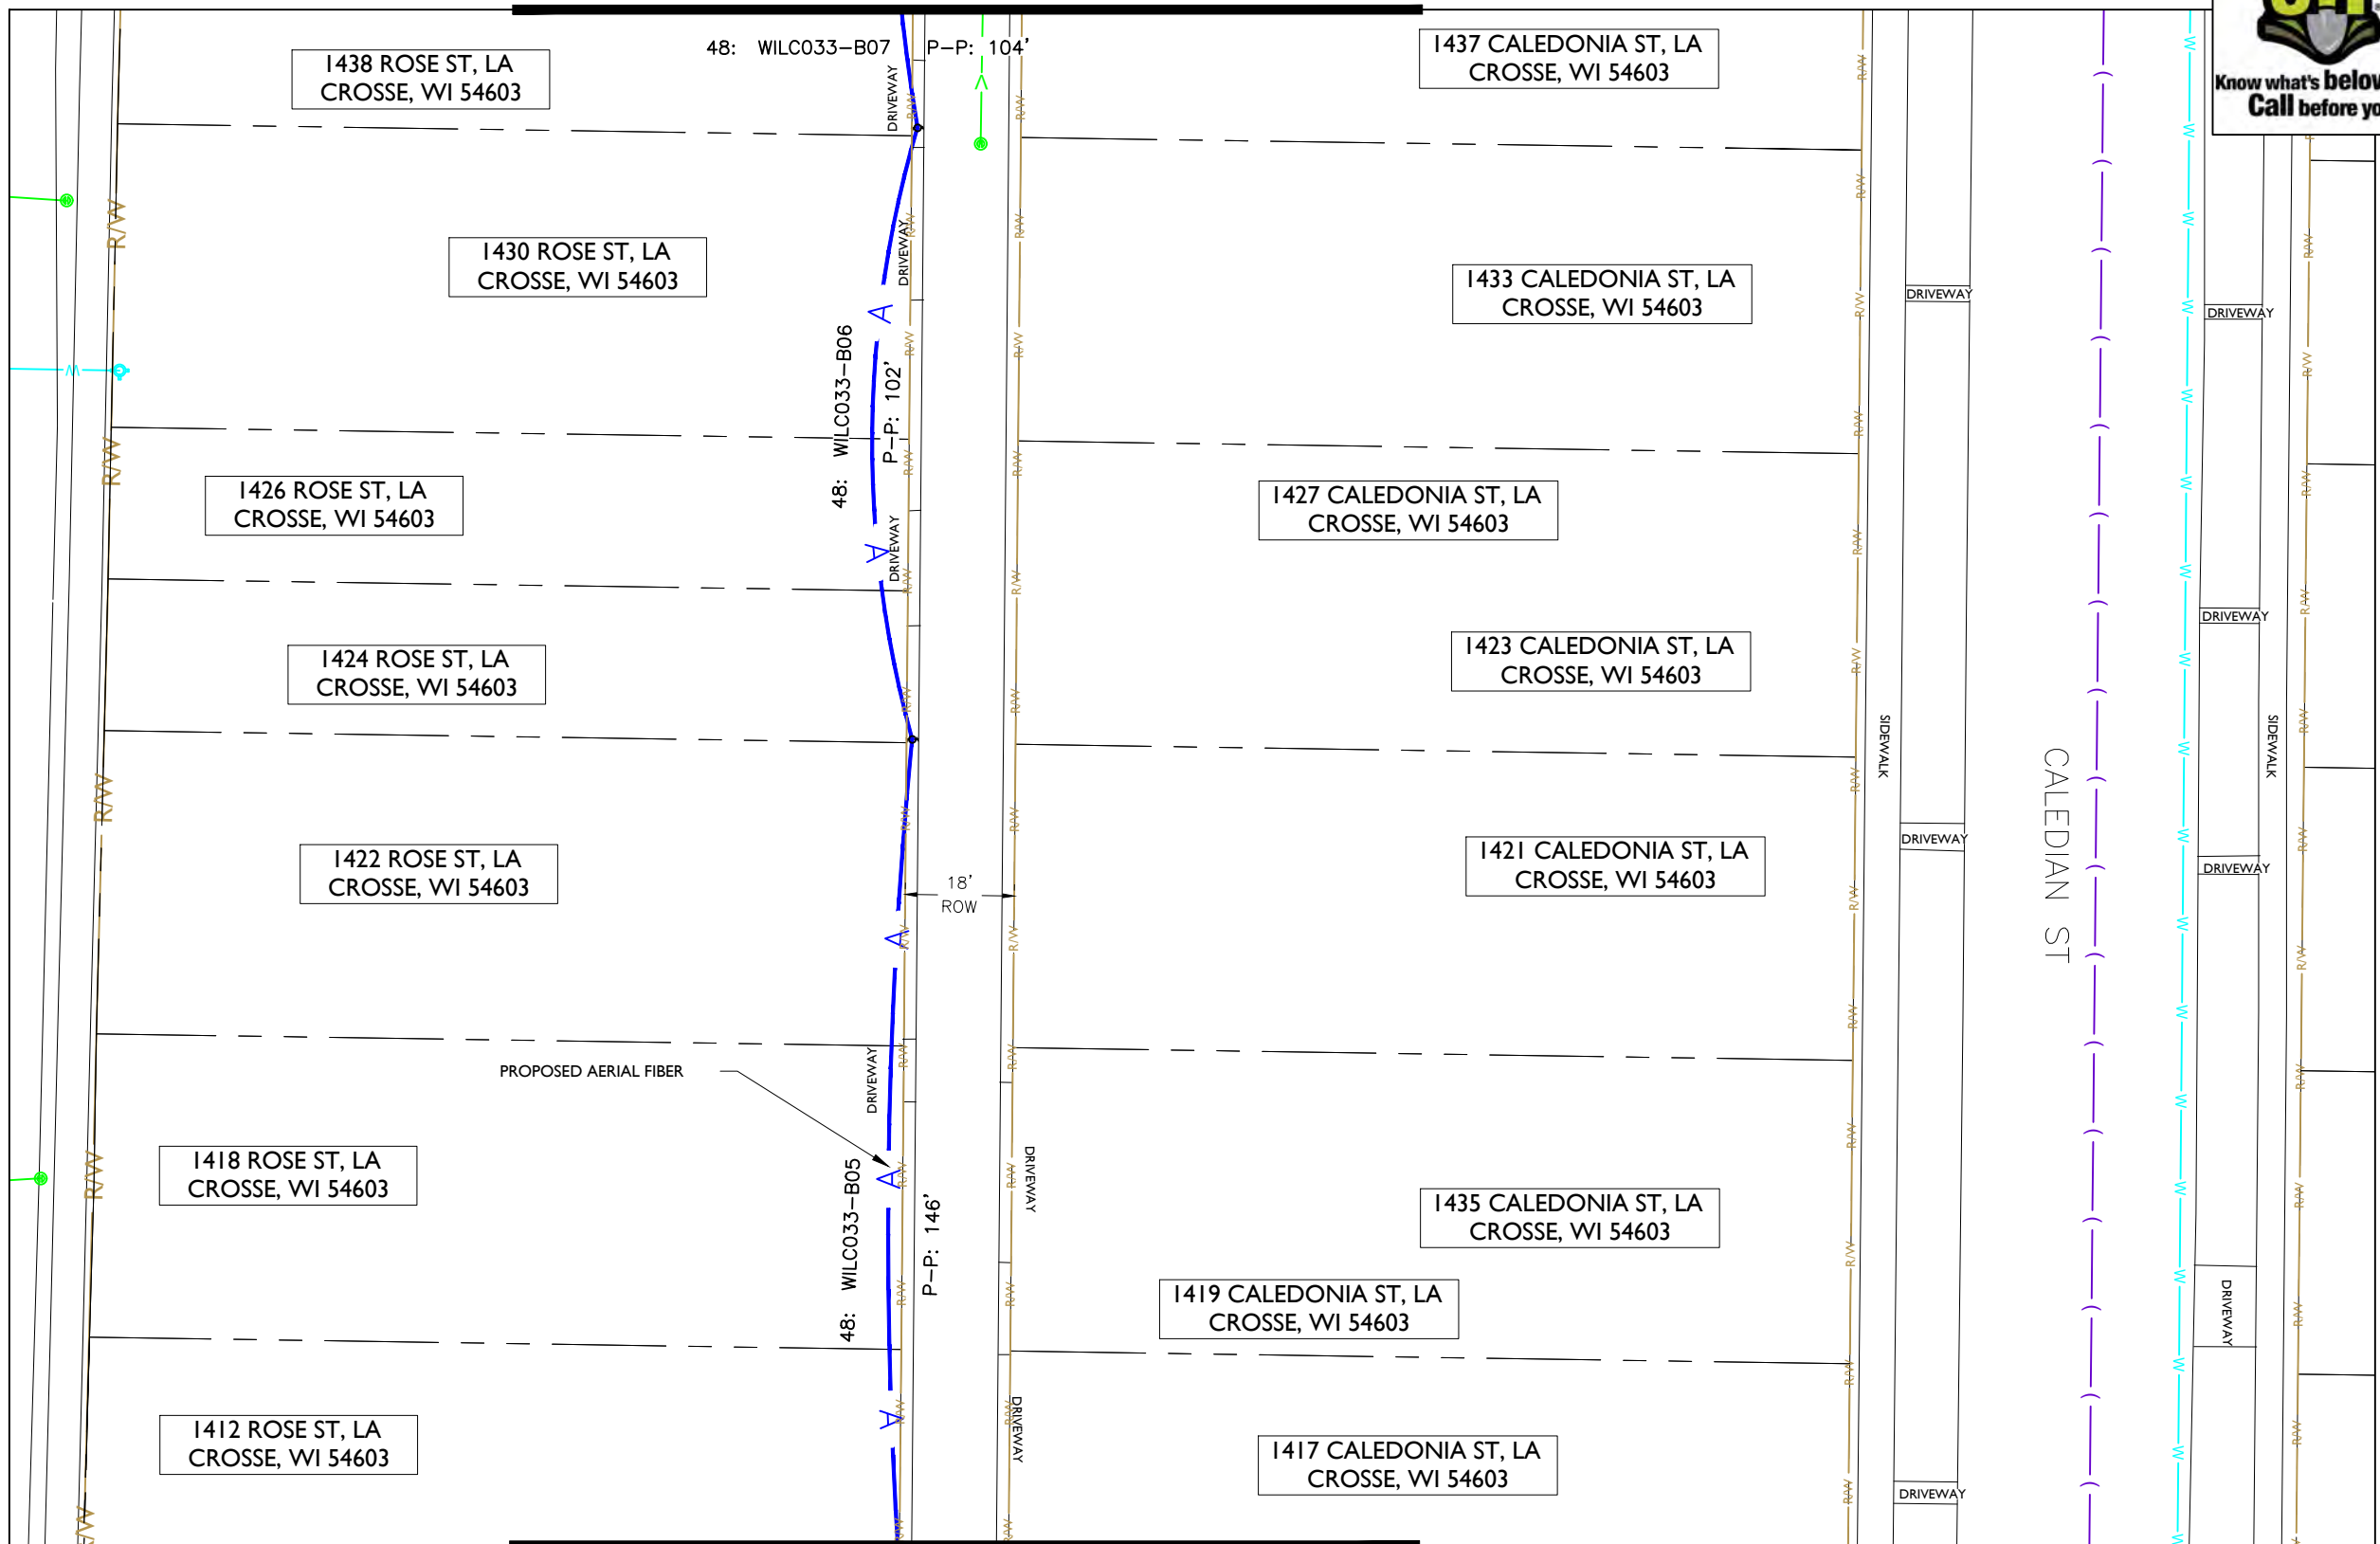 48: WILC033-B07 P-P: 104'
1438 ROSE ST, LA
CROSSE, WI 54603
1437 CALEDONIA ST, LA
CROSSE, WI 54603
Know what's
Call before
DRIVEWAY
1430 ROSE ST, LA
CROSSE, WI 54603
DRIVEWAY
1433 CALEDONIA ST, LA
CROSSE, WI 54603
DRIVEWAY
DRIVEWAY
R/W
W
A
48: WILC033-B06
P-P: 102'
1426 ROSE ST, LA
CROSSE, WI 54603
1427 CALEDONIA ST, LA
CROSSE, WI 54603
R/W
A
DRIVEWAY
DRIVEWAY
1424 ROSE ST, LA
CROSSE, WI 54603
1423 CALEDONIA ST, LA
CROSSE, WI 54603
SIDEWALK
SIDEWALK
CALEDIAN ST
R/W
1422 ROSE ST, LA
CROSSE, WI 54603
18'
ROW
1421 CALEDONIA ST, LA
CROSSE, WI 54603
DRIVEWAY
DRIVEWAY
A
PROPOSED AERIAL FIBER
DRIVEWAY
1418 ROSE ST, LA
CROSSE, WI 54603
R/W
A
48: WILC033-B05
P-P: 146'
DRIVEWAY
1435 CALEDONIA ST, LA
CROSSE, WI 54603
1419 CALEDONIA ST, LA
CROSSE, WI 54603
DRIVEWAY
1412 ROSE ST, LA
CROSSE, WI 54603
A
DRIVEWAY
1417 CALEDONIA ST, LA
CROSSE, WI 54603
DRIVEWAY